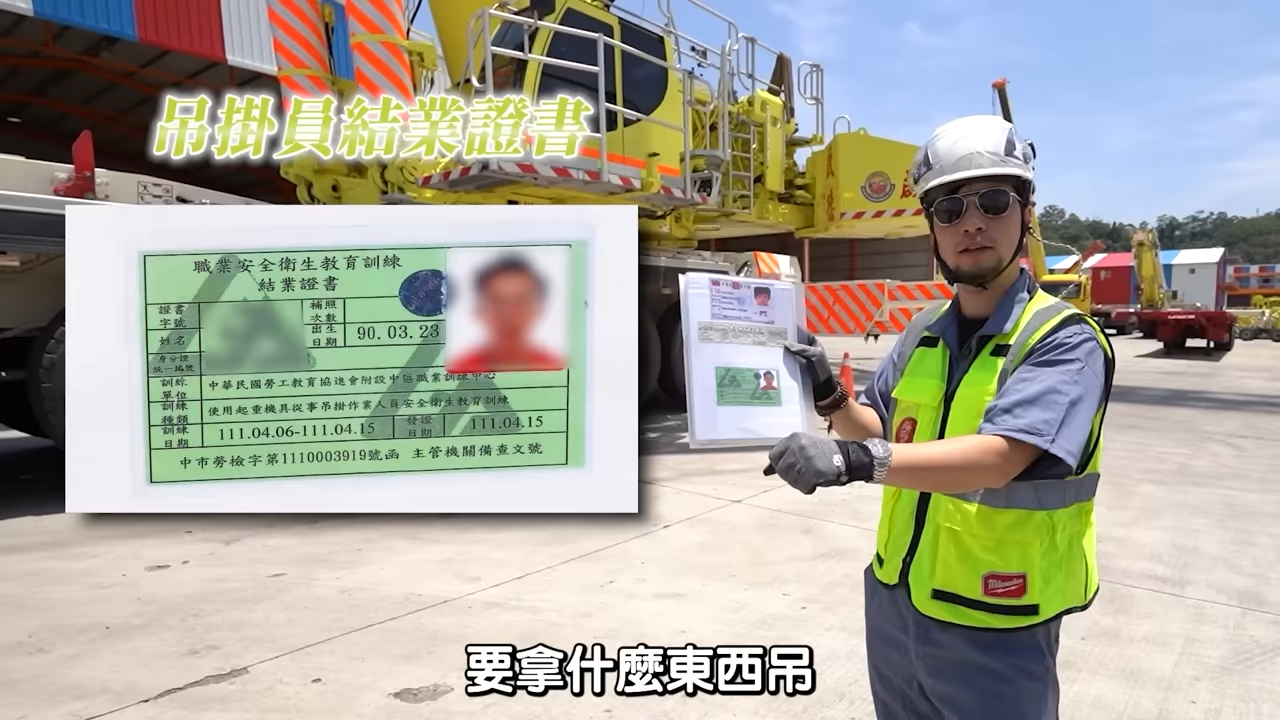 吊掛員結業證書
職業安全衛生教育訓練
結業證書
證書字號
補照次數
姓名
出生日期
90.03.23
身分證統一編號
訓練單位
中華民國勞工教育協進會附設中區職業訓練中心
訓練種類
使用起重機具從事吊掛作業人員安全衛生教育訓練
訓練日期
111.04.06-111.04.15
發證日期
111.04.15
中市勞檢字第1110003919號函 主管機關備查文號
Milwaukee
要拿什麼東西吊